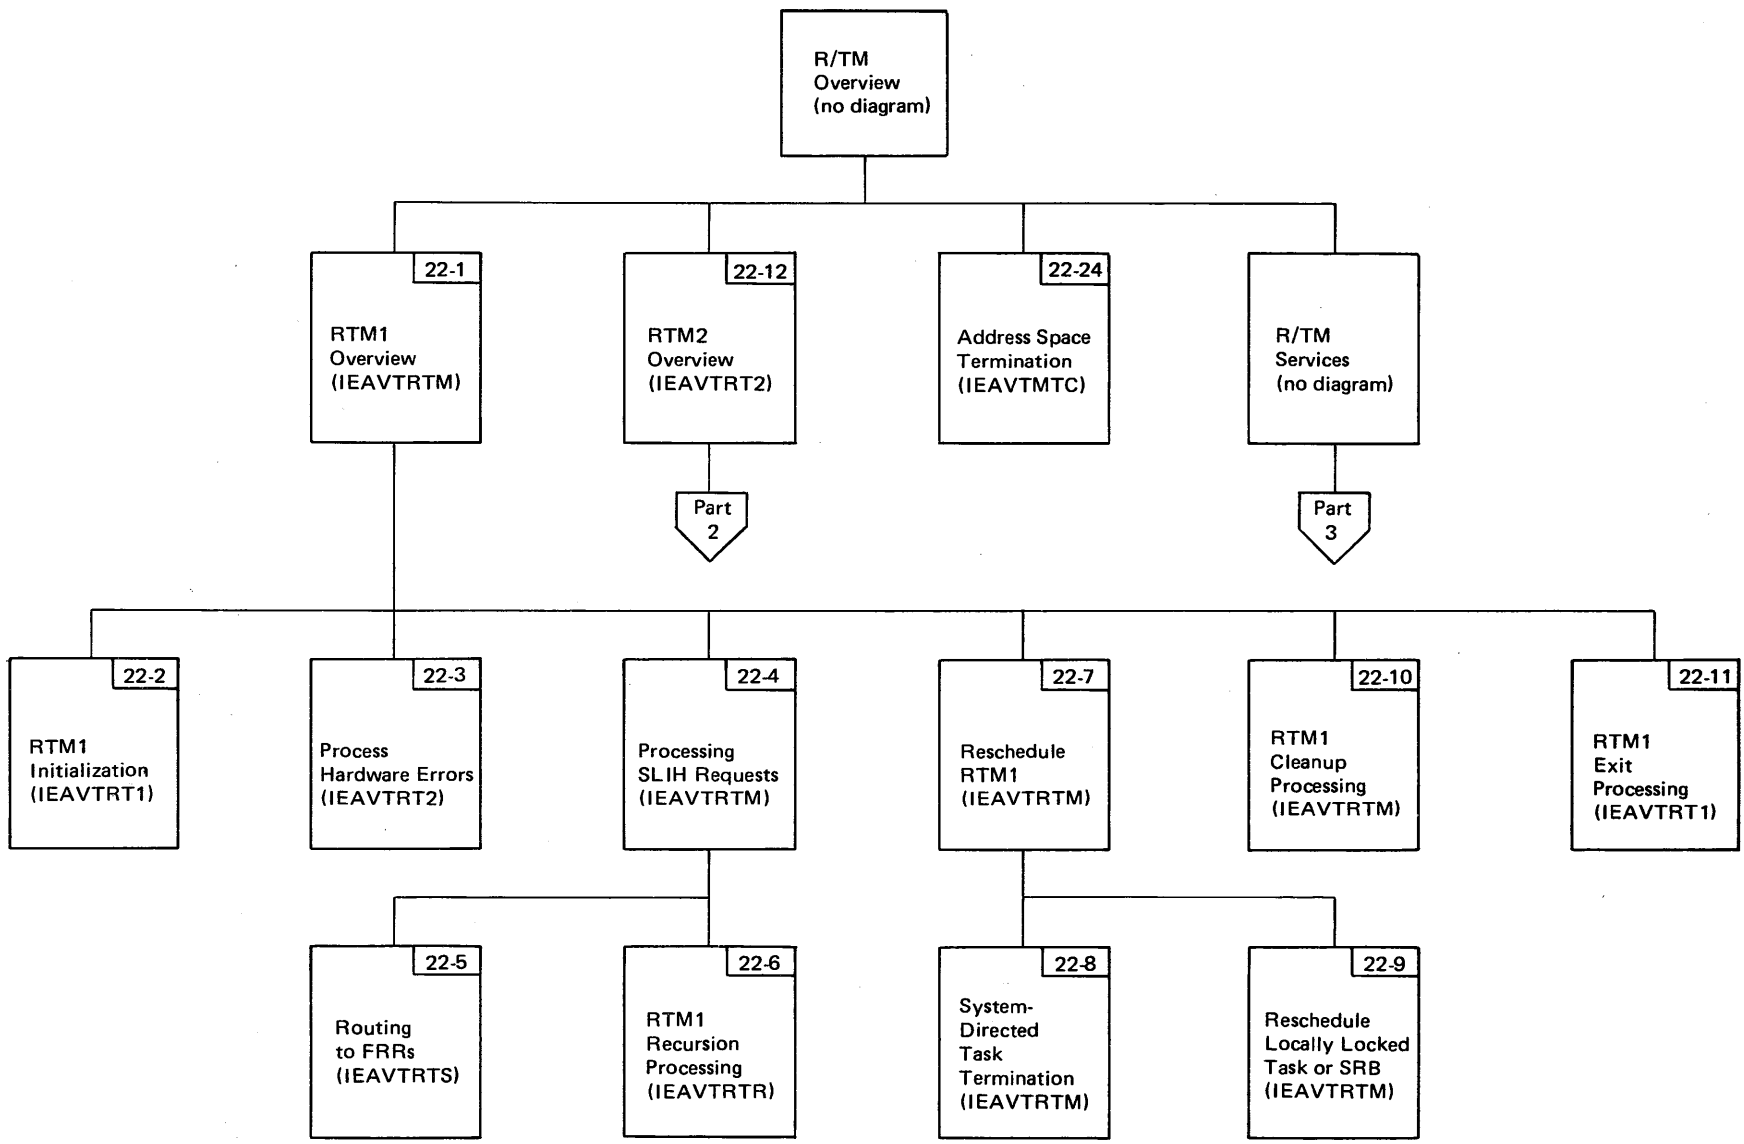 R/TM
Overview
(no diagram)
22-1
RTM1
Overview
(IEAVTRTM)
22-12
RTM2
Overview
(IEAVTRT2)
22-24
Address Space
Termination
(IEAVTMTC)
R/TM
Services
(no diagram)
Part
2
Part
3
22-2
RTM1
Initialization
(IEAVTRT1)
22-3
Process
Hardware Errors
(IEAVTRT2)
22-4
Processing
SLIH Requests
(IEAVTRTM)
22-7
Reschedule
RTM1
(IEAVTRTM)
22-10
RTM1
Cleanup
Processing
(IEAVTRTM)
22-11
RTM1
Exit
Processing
(IEAVTRT1)
22-5
Routing
to FRRs
(IEAVTRTS)
22-6
RTM1
Recursion
Processing
(IEAVTRTR)
22-8
System-
Directed
Task
Termination
(IEAVTRTM)
22-9
Reschedule
Locally Locked
Task or SRB
(IEAVTRTM)